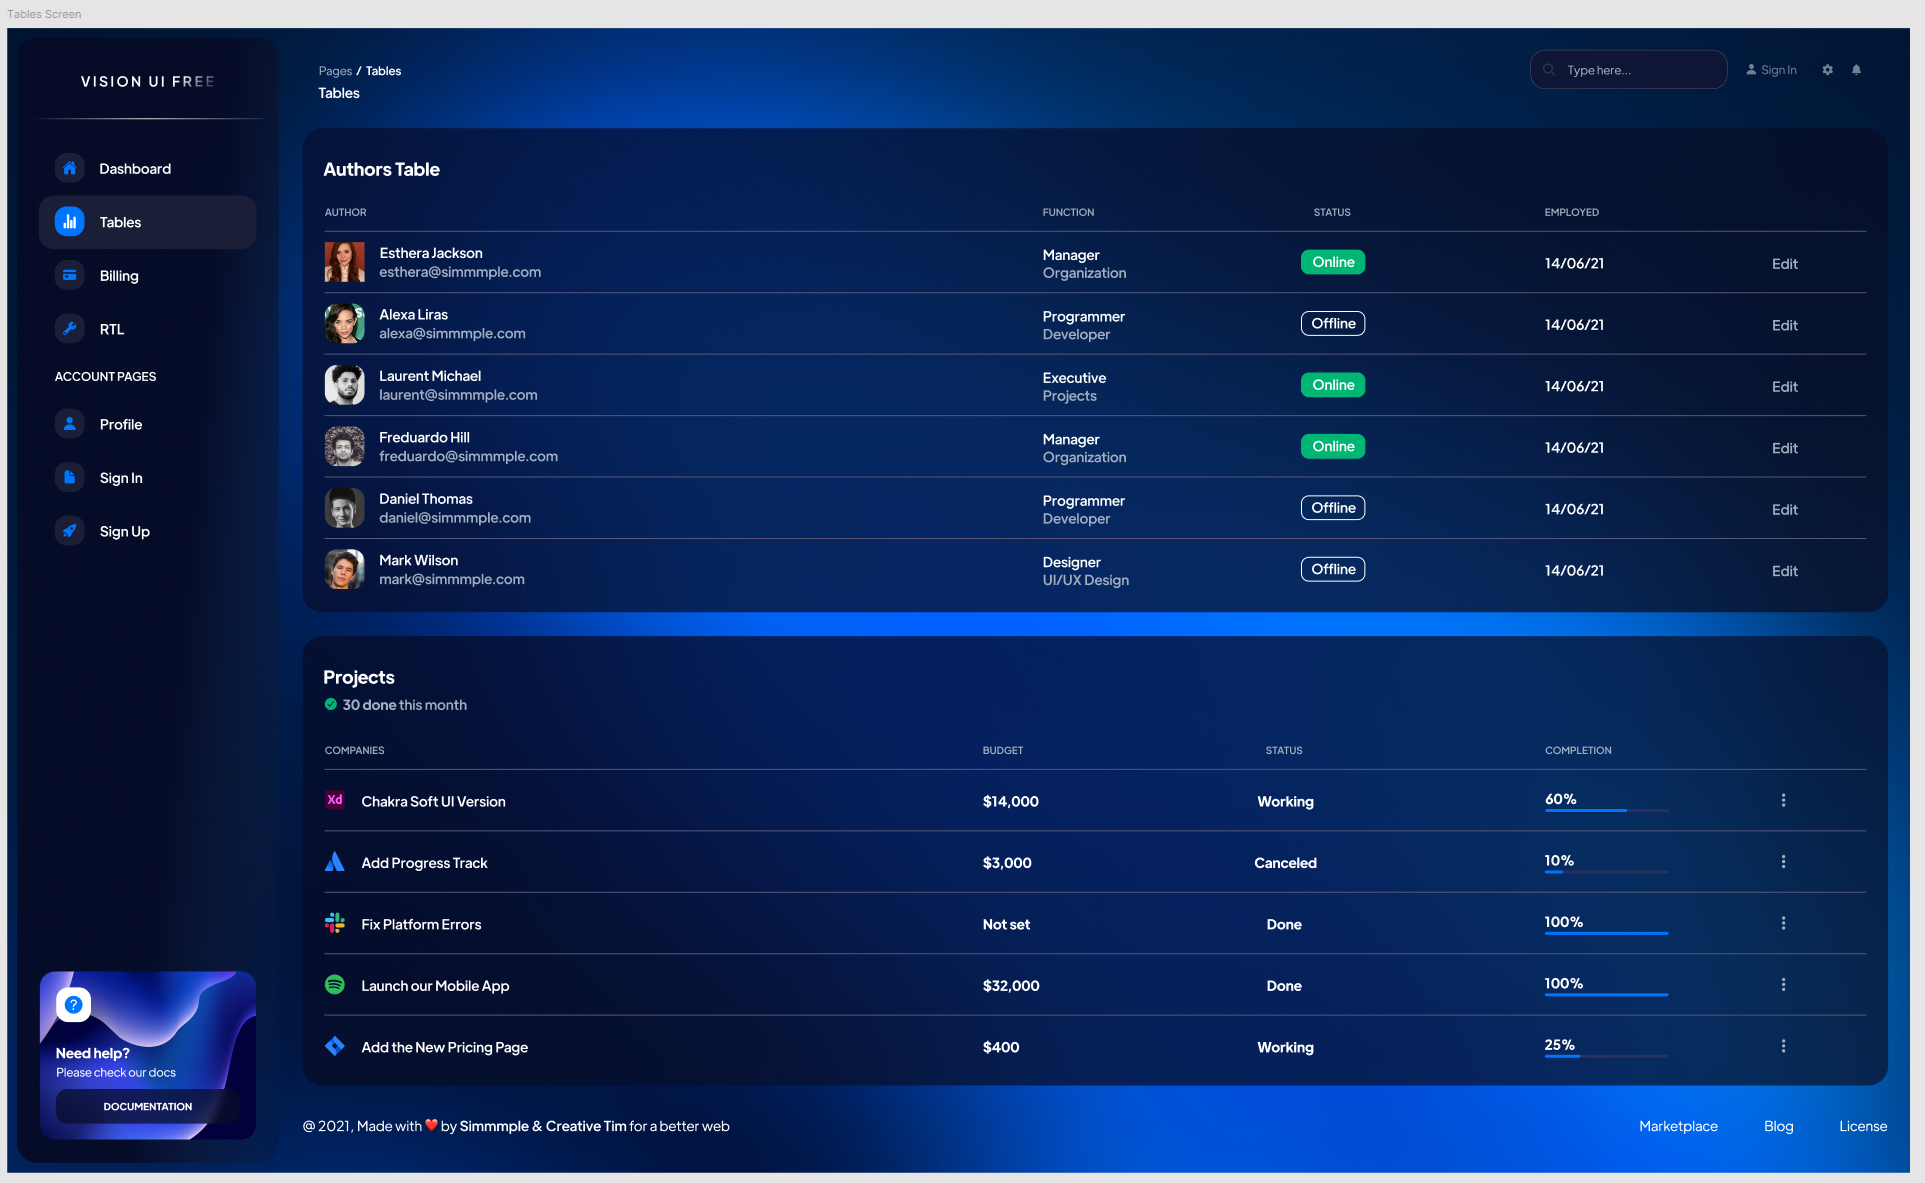 Tables Screen
VISION UI FREE
Dashboard
Tables
Billing
RTL
ACCOUNT PAGES
Profile
Sign In
Sign Up
?
Need help?
Please check our docs
DOCUMENTATION
Pages / Tables
Tables
Type here...
Sign In
Authors Table
AUTHOR FUNCTION STATUS EMPLOYED
Esthera Jackson
esthera@simmmple.com
Manager
Organization
Online
14/06/21
Edit
Alexa Liras
alexa@simmmple.com
Programmer
Developer
Offline
14/06/21
Edit
Laurent Michael
laurent@simmmple.com
Executive
Projects
Online
14/06/21
Edit
Freduardo Hill
freduardo@simmmple.com
Manager
Organization
Online
14/06/21
Edit
Daniel Thomas
daniel@simmmple.com
Programmer
Developer
Offline
14/06/21
Edit
Mark Wilson
mark@simmmple.com
Designer
UI/UX Design
Offline
14/06/21
Edit
Projects
30 done this month
COMPANIES BUDGET STATUS COMPLETION
Xd Chakra Soft UI Version $14,000 Working 60%
Add Progress Track $3,000 Canceled 10%
Fix Platform Errors Not set Done 100%
Launch our Mobile App $32,000 Done 100%
Add the New Pricing Page $400 Working 25%
@ 2021, Made with ❤️ by Simmmple & Creative Tim for a better web
Marketplace Blog License